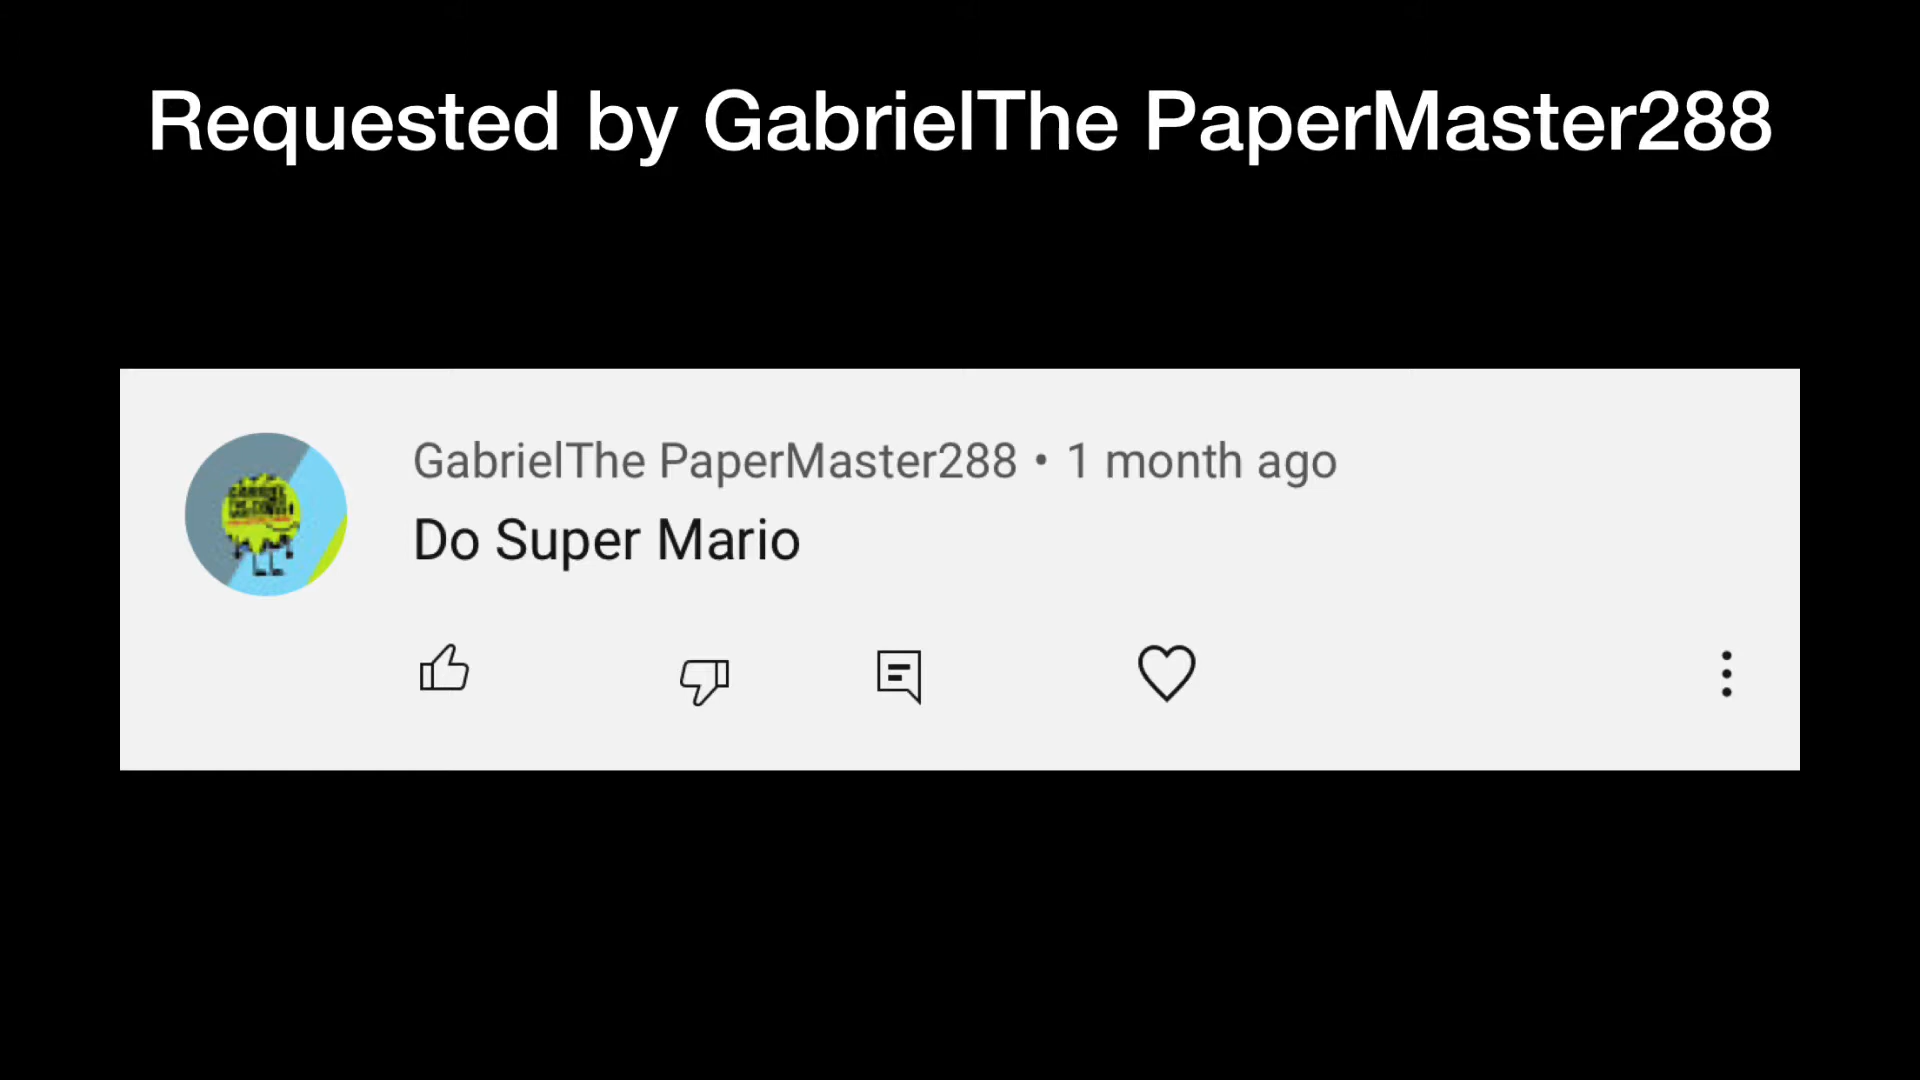 Requested by GabrielThe PaperMaster288
GabrielThe PaperMaster288 • 1 month ago
Do Super Mario